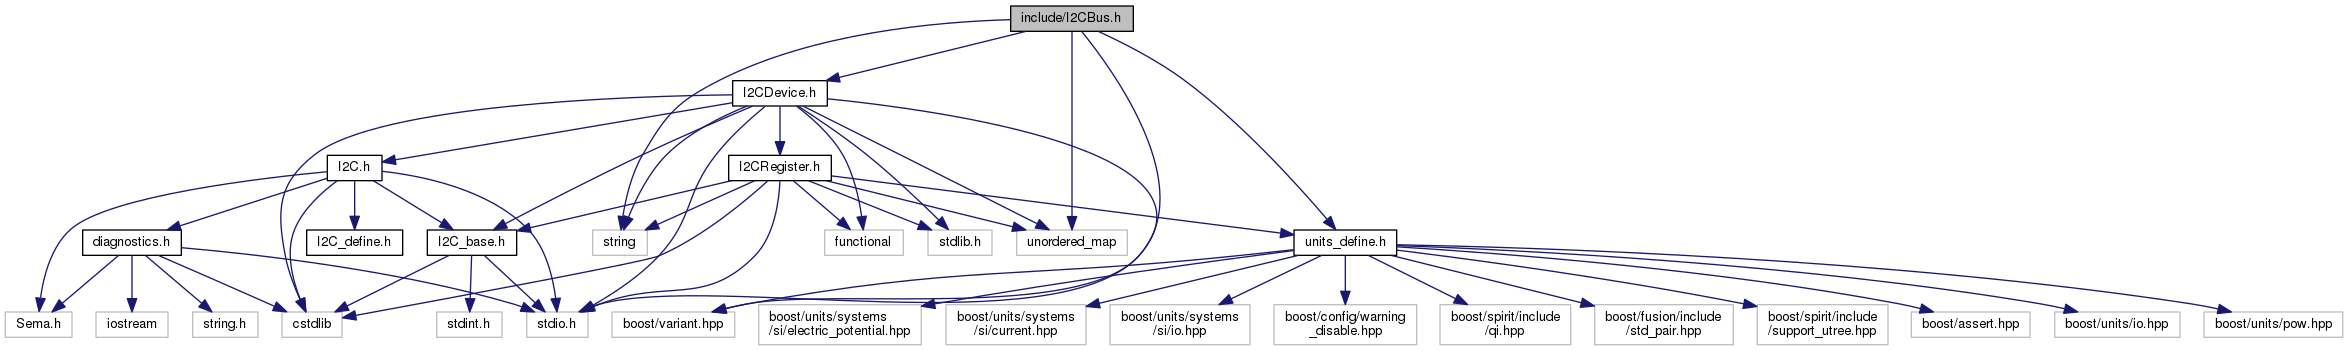 include/I2CBus.h
I2CDevice.h
I2C.h
I2CRegister.h
diagnostics.h
I2C_define.h
I2C_base.h
string
functional
stdlib.h
unordered_map
units_define.h
Sema.h
iostream
string.h
cstdlib
stdint.h
stdio.h
boost/variant.hpp
boost/units/systems
/si/electric_potential.hpp
boost/units/systems
/si/current.hpp
boost/units/systems
/si/io.hpp
boost/config/warning
_disable.hpp
boost/spirit/include
/qi.hpp
boost/fusion/include
/std_pair.hpp
boost/spirit/include
/support_utree.hpp
boost/assert.hpp
boost/units/io.hpp
boost/units/pow.hpp